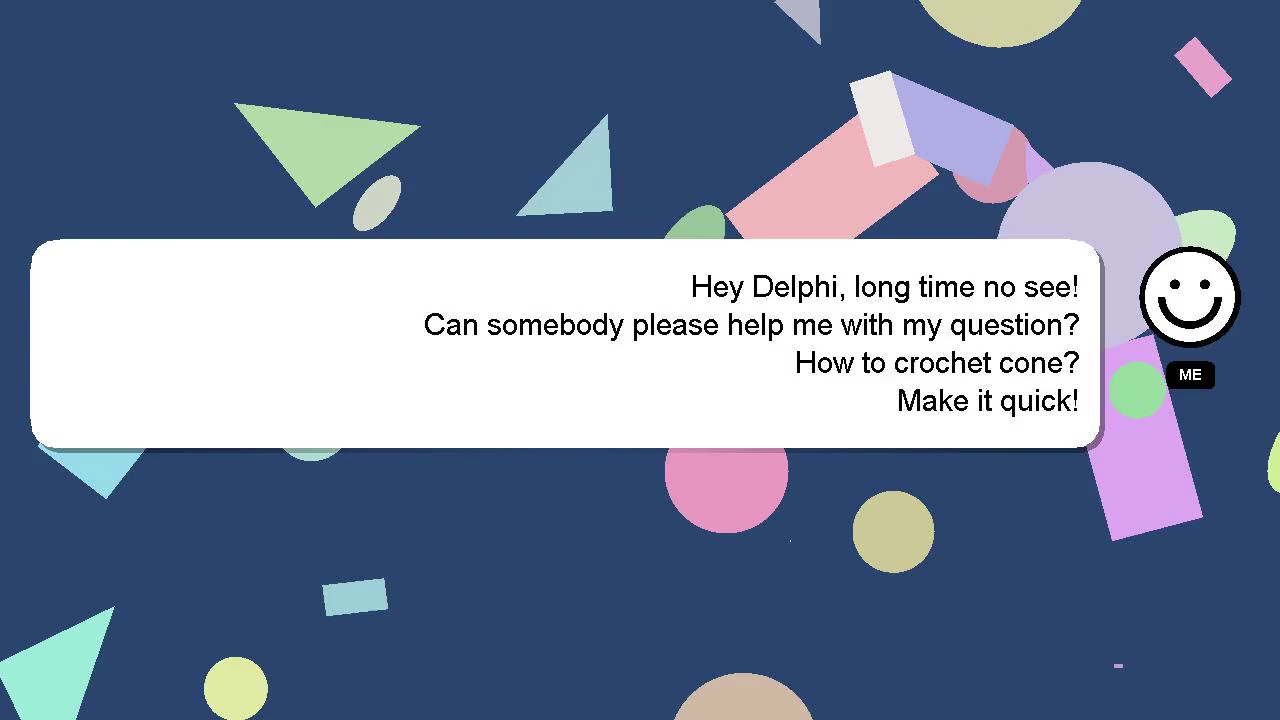 Hey Delphi, long time no see!
Can somebody please help me with my question?
How to crochet cone?
Make it quick!
ME